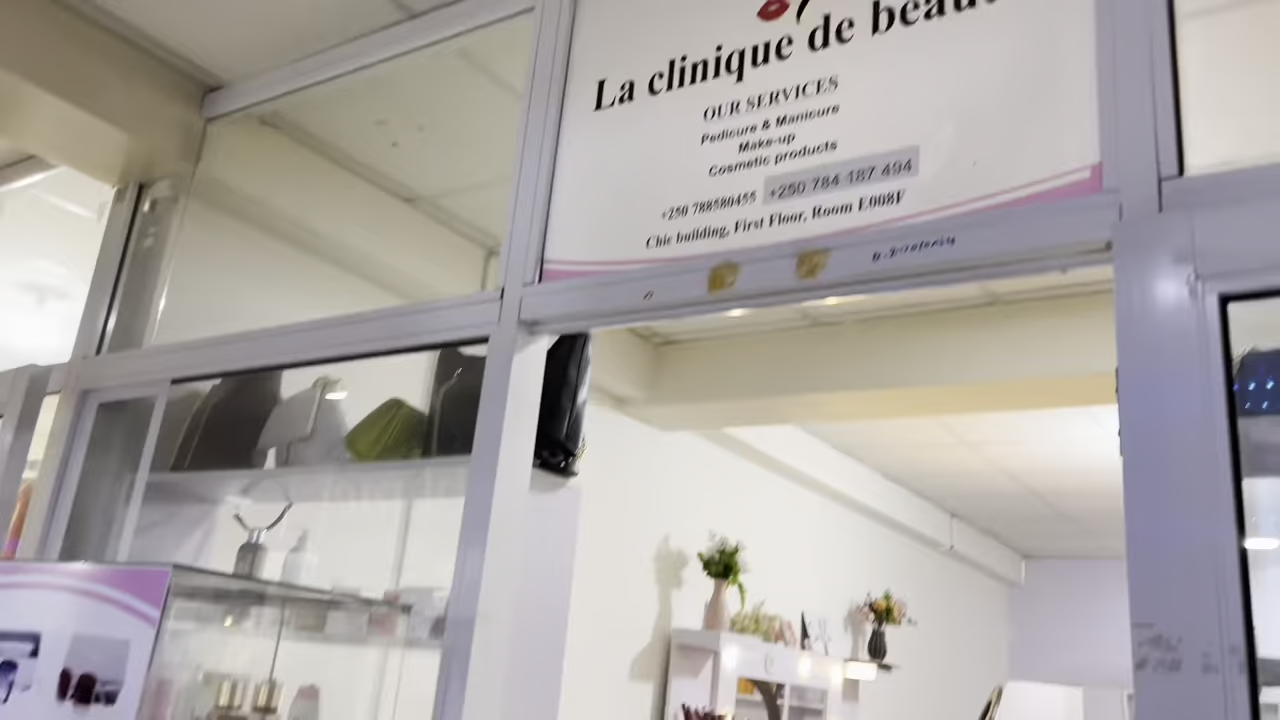 La clinique de
OUR SERVICES
Pedicure & Manicure
Make-up
Cosmetic products
+250 788580455 +250 784 187 494
Chic building, First Floor, Room E008F